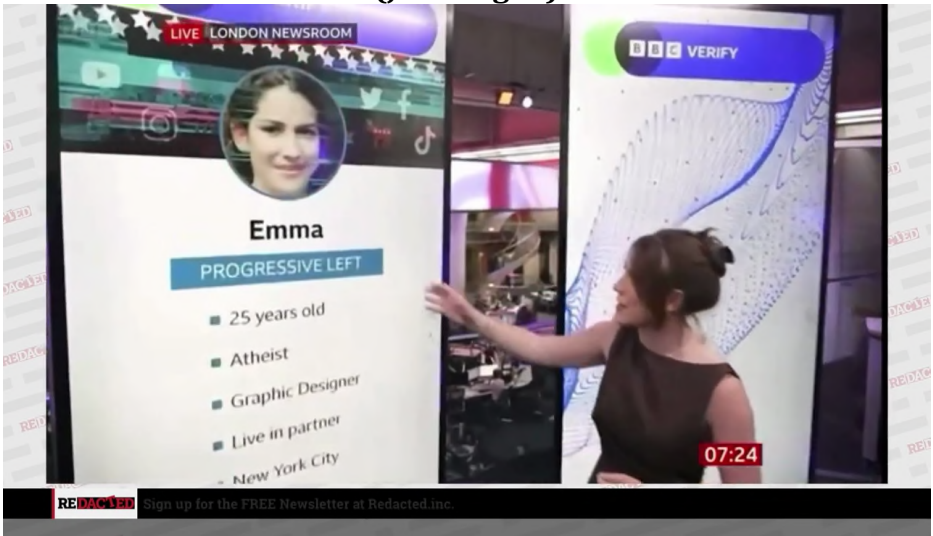 LIVE LONDON NEWSROOM
BBC VERIFY
Emma
PROGRESSIVE LEFT
25 years old
Atheist
Graphic Designer
Live in partner
New York City
07:24
REDACTED Sign up for the FREE Newsletter at Redacted.inc.